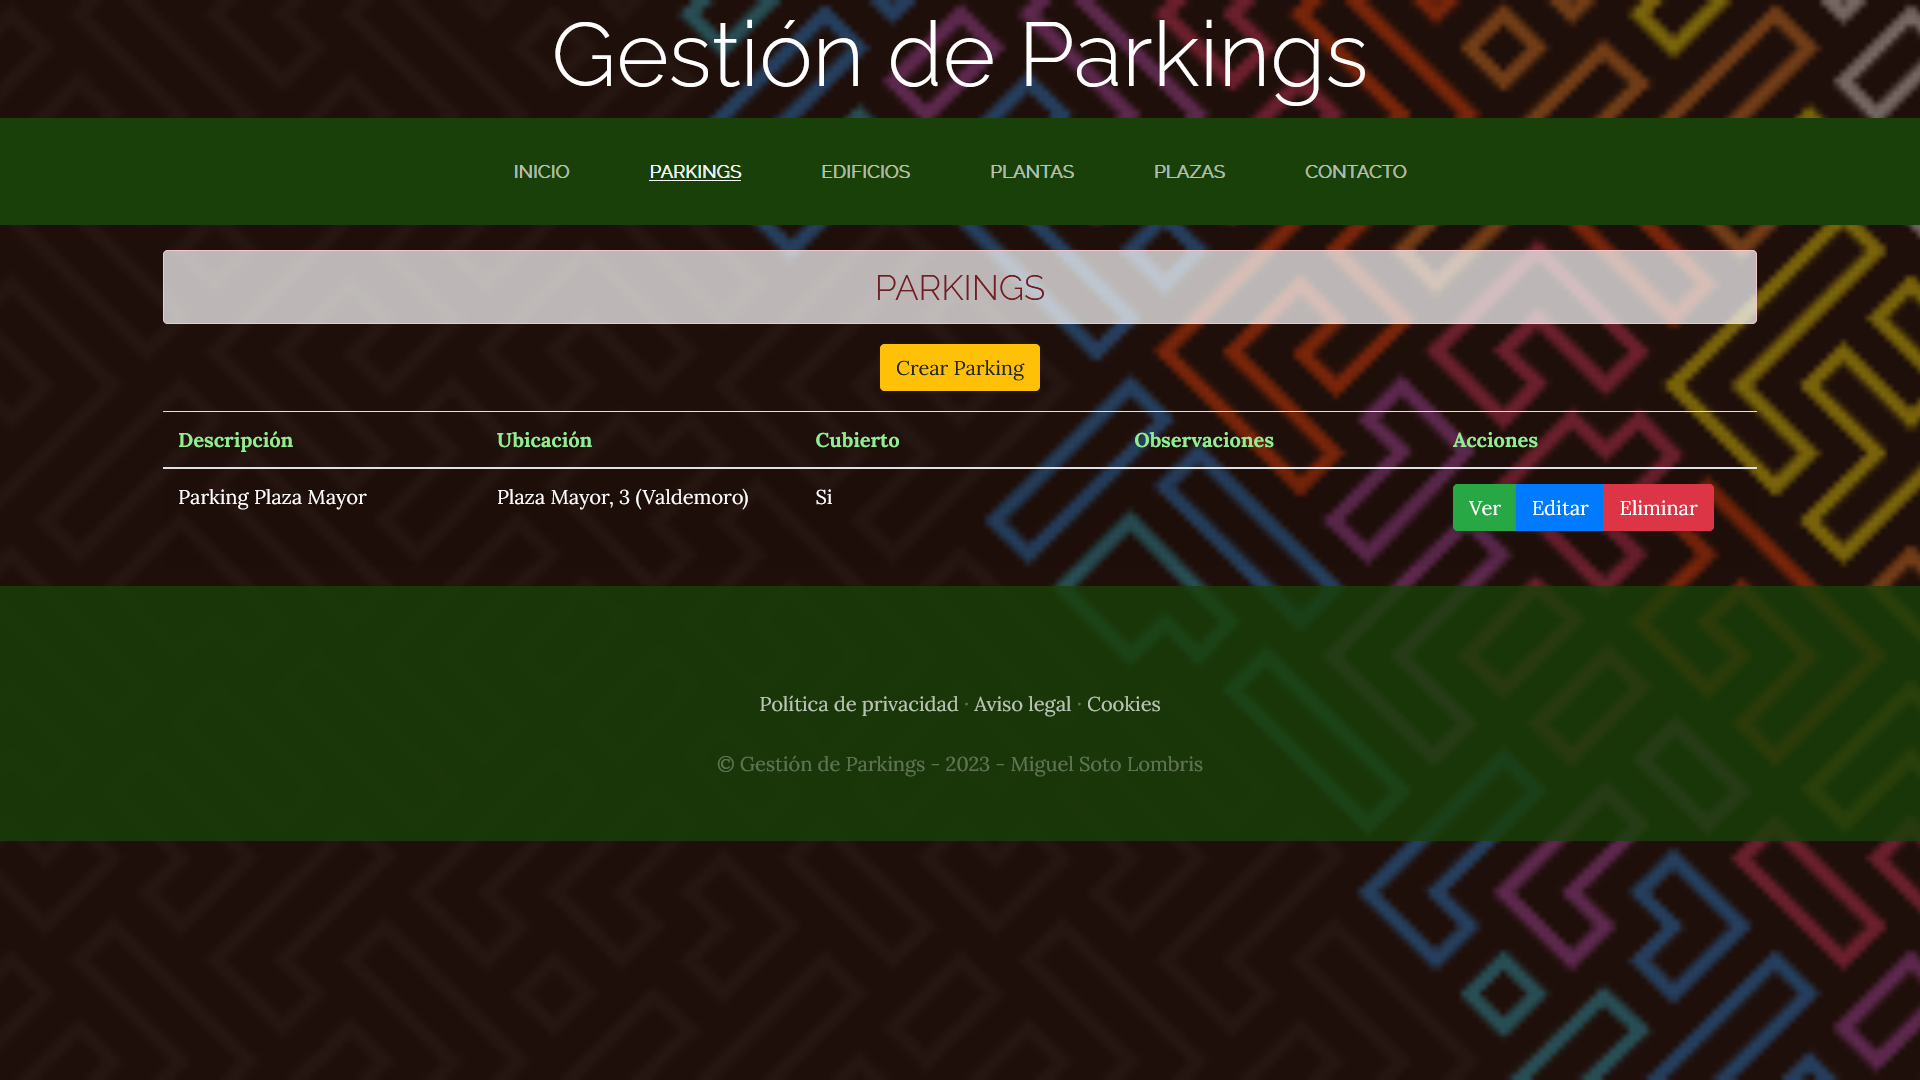 Gestión de Parkings
INICIO PARKINGS EDIFICIOS PLANTAS PLAZAS CONTACTO
PARKINGS
Crear Parking
Descripción Ubicación Cubierto Observaciones Acciones
Parking Plaza Mayor Plaza Mayor, 3 (Valdemoro) Si Ver Editar Eliminar
Política de privacidad · Aviso legal · Cookies
© Gestión de Parkings - 2023 - Miguel Soto Lombris